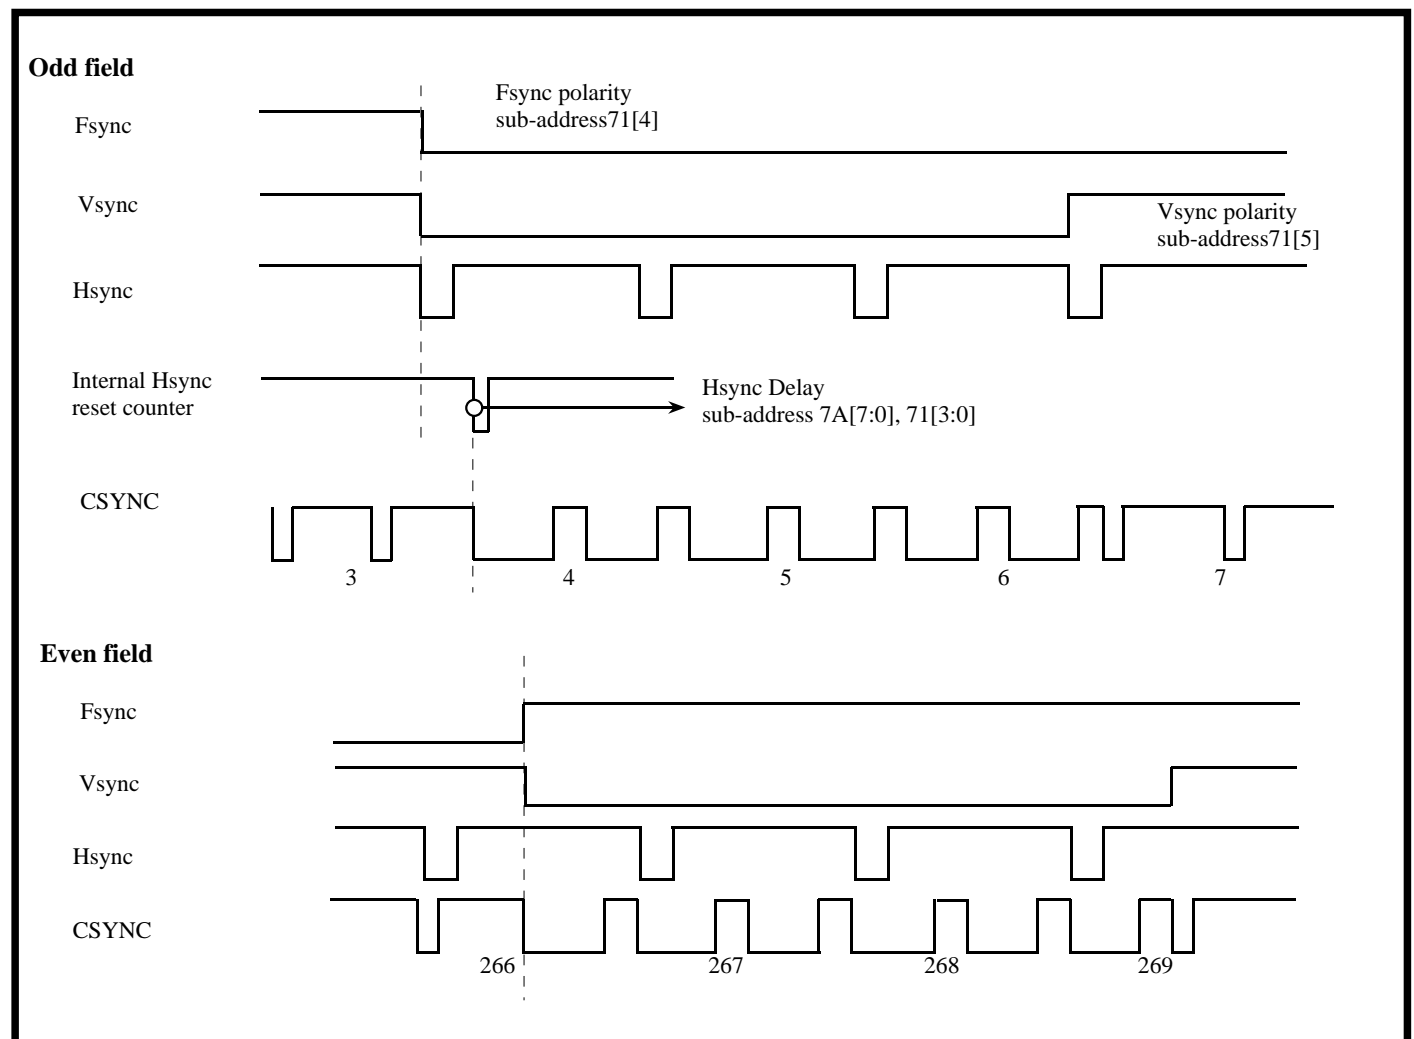 Odd field
Fsync polarity
sub-address71[4]
Fsync
Vsync
Vsync polarity
sub-address71[5]
Hsync
Internal Hsync
reset counter
Hsync Delay
sub-address 7A[7:0], 71[3:0]
CSYNC
3 4 5 6 7
Even field
Fsync
Vsync
Hsync
CSYNC
266 267 268 269